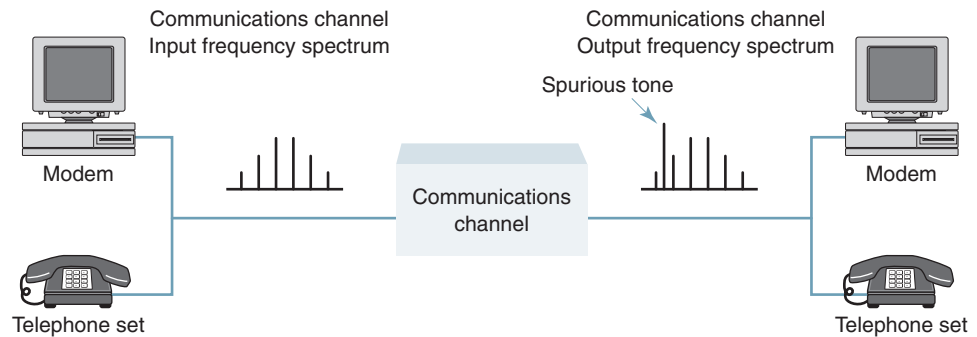 Communications channel
Input frequency spectrum
Communications channel
Output frequency spectrum
Spurious tone
Modem
Modem
Communications
channel
Telephone set
Telephone set